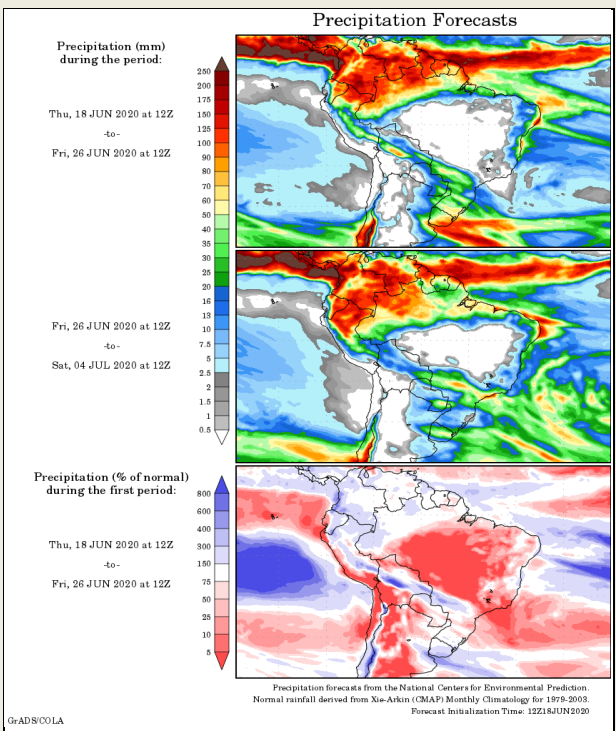 Precipitation Forecasts
Precipitation (mm)
during the period:
Thu, 18 JUN 2020 at 12Z
-to-
Fri, 26 JUN 2020 at 12Z
250
200
175
150
125
100
90
80
70
60
50
40
35
30
25
20
16
13
10
7.5
5
2.5
2
1.5
1
0.5
Fri, 26 JUN 2020 at 12Z
-to-
Sat, 04 JUL 2020 at 12Z
Precipitation (% of normal)
during the first period:
Thu, 18 JUN 2020 at 12Z
-to-
Fri, 26 JUN 2020 at 12Z
800
600
400
300
150
75
50
25
10
5
Precipitation forecasts from the National Centers for Environmental Prediction.
Normal rainfall derived from Xie-Arkin (CMAP) Monthly Climatology for 1979-2003.
Forecast Initialization Time: 12Z18JUN2020
GrADS/COLA